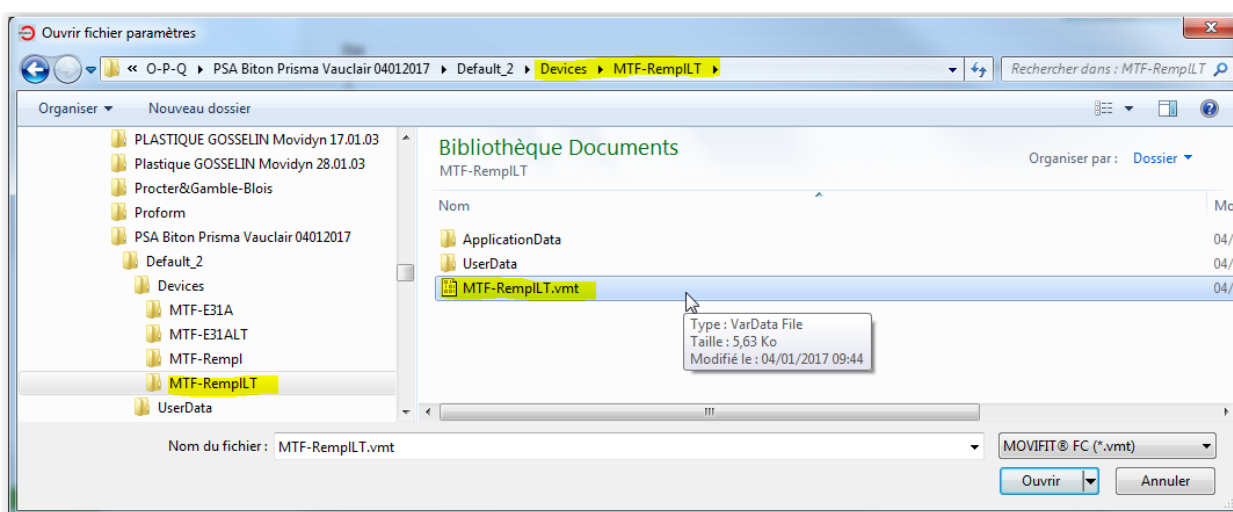 Ouvrir fichier paramètres
« O-P-Q ▸ PSA Biton Prisma Vauclair 04012017 ▸ Default_2 ▸ Devices ▸ MTF-RemplLT ▸
Rechercher dans : MTF-RemplLT
Organiser
Nouveau dossier
PLASTIQUE GOSSELIN Movidyn 17.01.03
Plastique GOSSELIN Movidyn 28.01.03
Procter&Gamble-Blois
Proform
PSA Biton Prisma Vauclair 04012017
Default_2
Devices
MTF-E31A
MTF-E31ALT
MTF-Rempl
MTF-RemplLT
UserData
Bibliothèque Documents
MTF-RemplLT
Organiser par : Dossier
Nom
Mo
ApplicationData
04/
UserData
04/
MTF-RemplLT.vmt
04/
Type : VarData File
Taille : 5,63 Ko
Modifié le : 04/01/2017 09:44
Nom du fichier : MTF-RemplLT.vmt
MOVIFIT® FC (*.vmt)
Ouvrir
Annuler